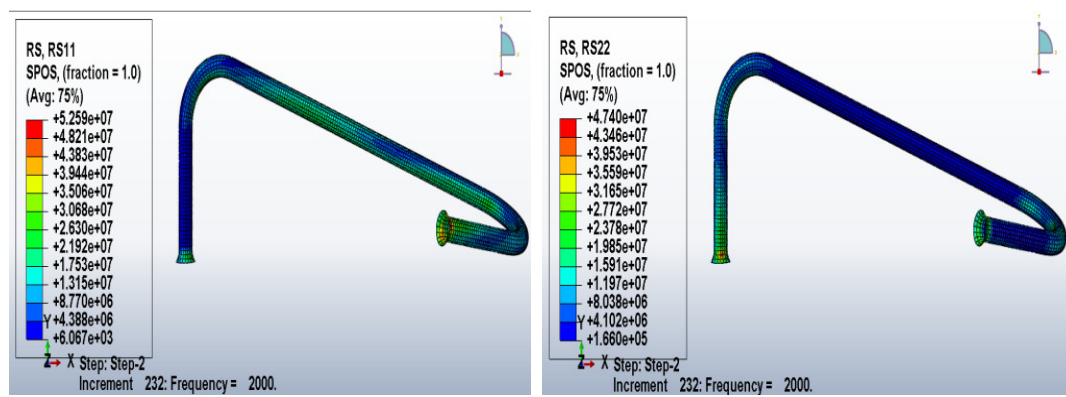 RS, RS11
SPOS, (fraction = 1.0)
(Avg: 75%)
+5.259e+07
+4.821e+07
+4.383e+07
+3.944e+07
+3.506e+07
+3.068e+07
+2.630e+07
+2.192e+07
+1.753e+07
+1.315e+07
+8.770e+06
+4.388e+06
+6.067e+03
Y
Z X Step: Step-2
Increment 232: Frequency = 2000.
RS, RS22
SPOS, (fraction = 1.0)
(Avg: 75%)
+4.740e+07
+4.346e+07
+3.953e+07
+3.559e+07
+3.165e+07
+2.772e+07
+2.378e+07
+1.985e+07
+1.591e+07
+1.197e+07
+8.038e+06
+4.102e+06
+1.660e+05
Y
Z X Step: Step-2
Increment 232: Frequency = 2000.